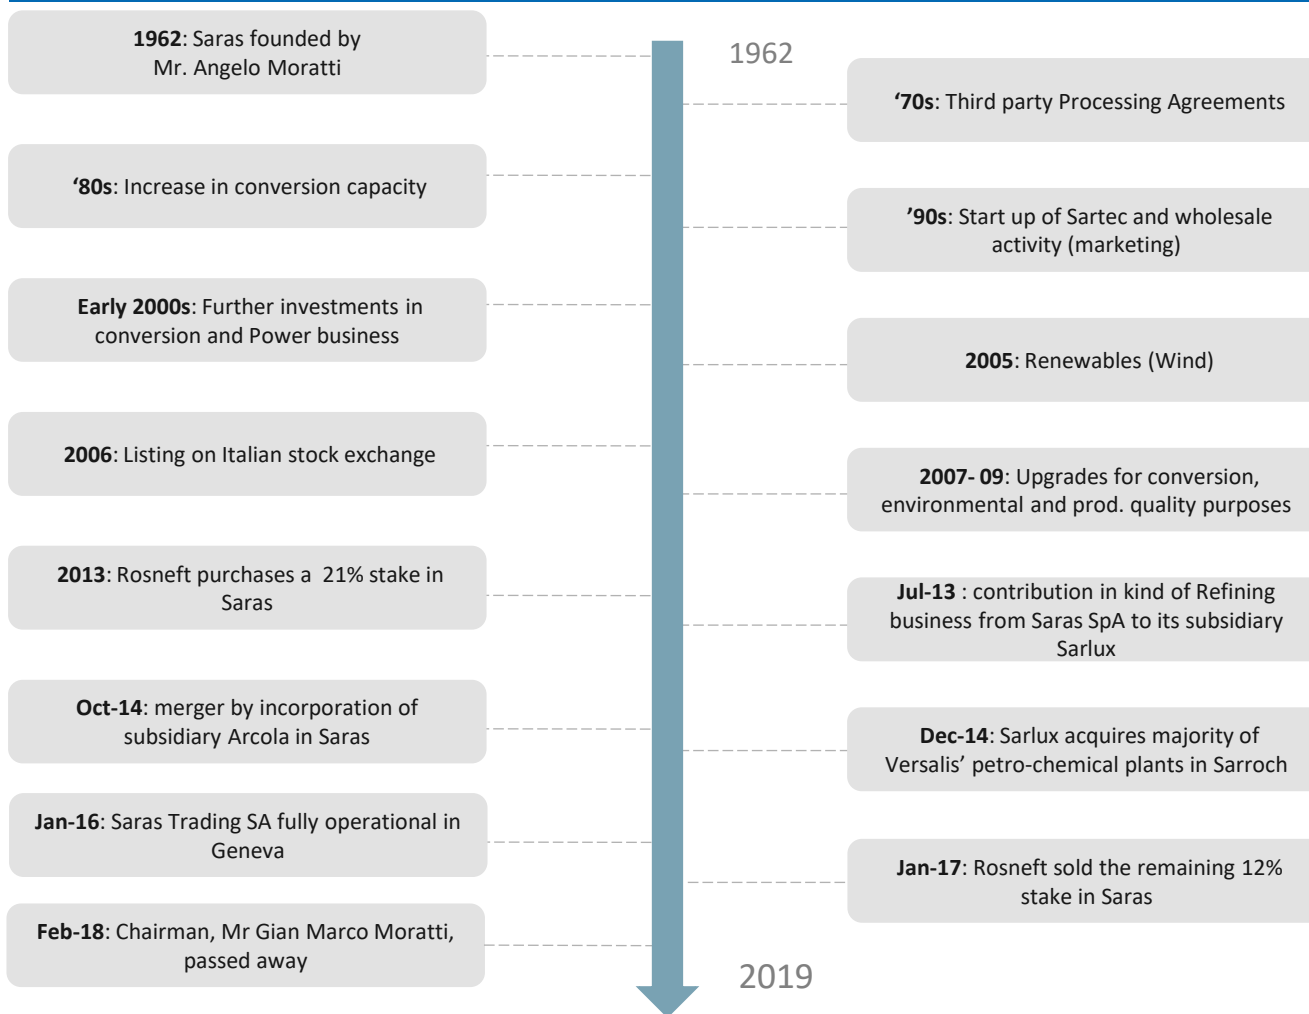 1962: Saras founded by
Mr. Angelo Moratti
1962
‘70s: Third party Processing Agreements
‘80s: Increase in conversion capacity
’90s: Start up of Sartec and wholesale
activity (marketing)
Early 2000s: Further investments in
conversion and Power business
2005: Renewables (Wind)
2006: Listing on Italian stock exchange
2007- 09: Upgrades for conversion,
environmental and prod. quality purposes
2013: Rosneft purchases a  21% stake in
Saras
Jul-13 : contribution in kind of Refining
business from Saras SpA to its subsidiary
Sarlux
Oct-14: merger by incorporation of
subsidiary Arcola in Saras
Dec-14: Sarlux acquires majority of
Versalis’ petro-chemical plants in Sarroch
Jan-16: Saras Trading SA fully operational in
Geneva
Jan-17: Rosneft sold the remaining 12%
stake in Saras
Feb-18: Chairman, Mr Gian Marco Moratti,
passed away
2019